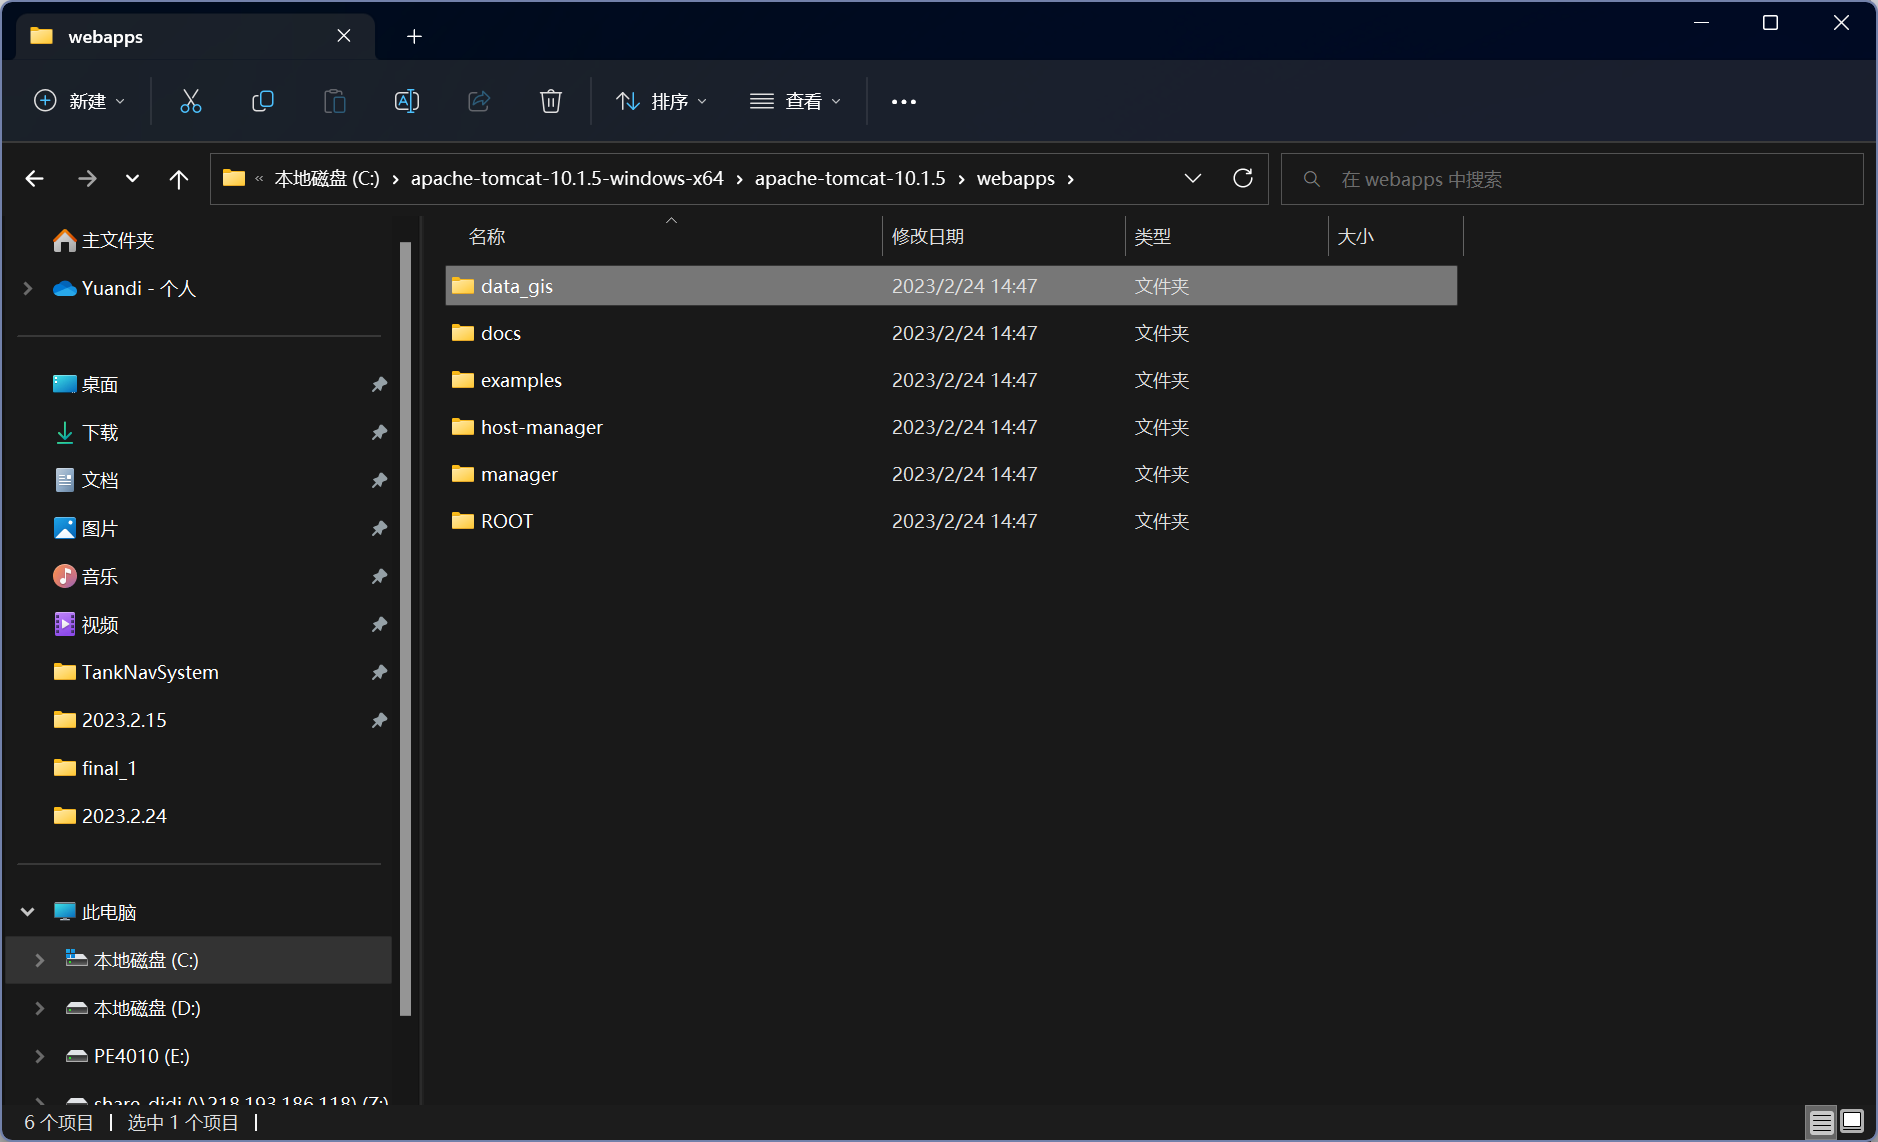 webapps
新建
排序
查看
« 本地磁盘 (C:) › apache-tomcat-10.1.5-windows-x64 › apache-tomcat-10.1.5 › webapps ›
在 webapps 中搜索
主文件夹
Yuandi - 个人
桌面
下载
文档
图片
音乐
视频
TankNavSystem
2023.2.15
final_1
2023.2.24
此电脑
本地磁盘 (C:)
本地磁盘 (D:)
PE4010 (E:)
share_didi (\\218.193.186.118) (Z:)
名称 修改日期 类型 大小
data_gis 2023/2/24 14:47 文件夹
docs 2023/2/24 14:47 文件夹
examples 2023/2/24 14:47 文件夹
host-manager 2023/2/24 14:47 文件夹
manager 2023/2/24 14:47 文件夹
ROOT 2023/2/24 14:47 文件夹
6 个项目 | 选中 1 个项目 |